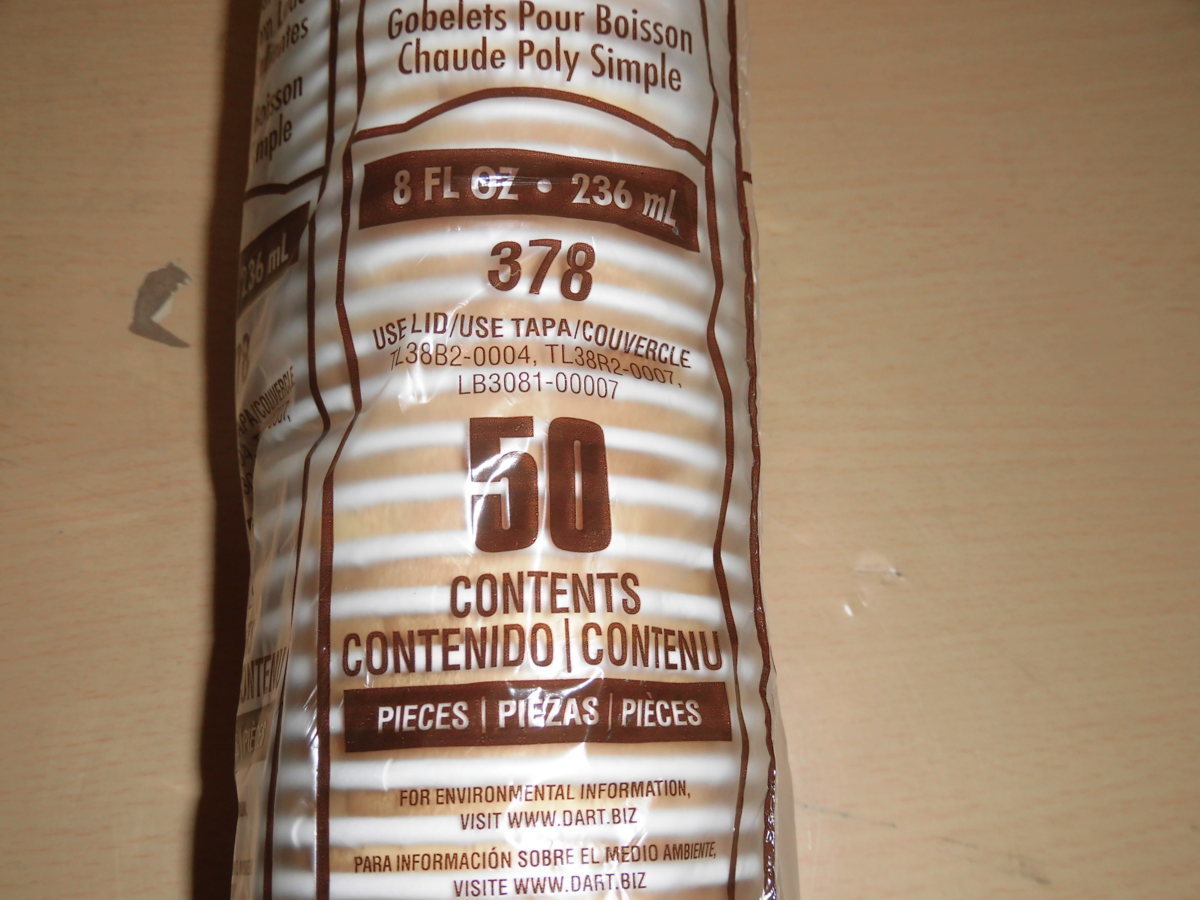 Gobelets Pour Boisson
Chaude Poly Simple
8 FL OZ • 236 mL
378
USE LID/USE TAPA/COUVERCLE
TL38B2-0004, TL38R2-0007,
LB3081-00007
50
CONTENTS
CONTENIDO | CONTENU
PIECES | PIEZAS | PIÈCES
FOR ENVIRONMENTAL INFORMATION,
VISIT WWW.DART.BIZ
PARA INFORMACIÓN SOBRE EL MEDIO AMBIENTE,
VISITE WWW.DART.BIZ